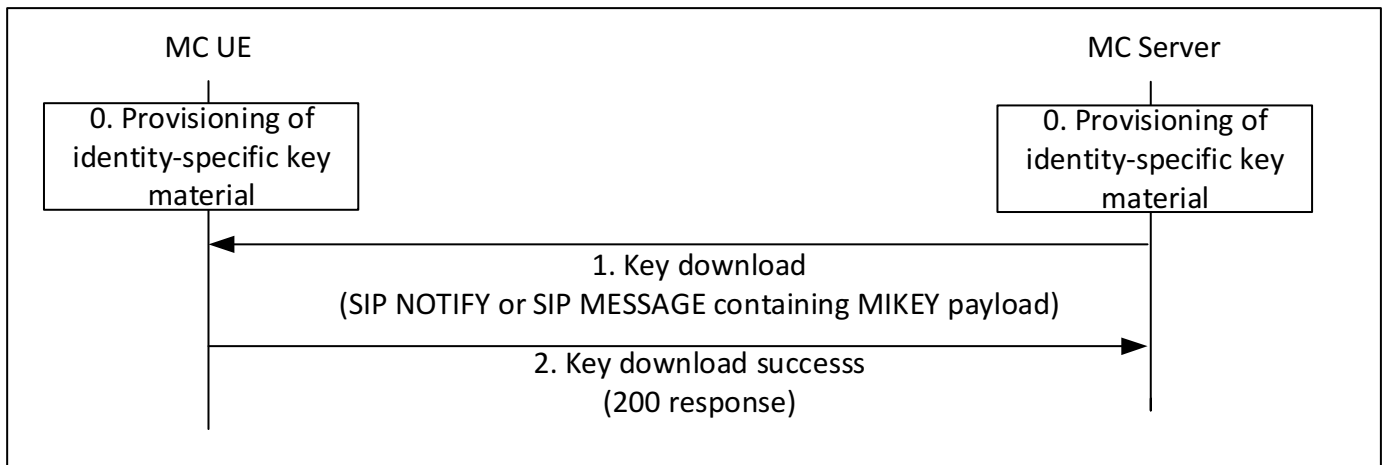 MC UE
MC Server
0. Provisioning of
identity-specific key
material
0. Provisioning of
identity-specific key
material
1. Key download
(SIP NOTIFY or SIP MESSAGE containing MIKEY payload)
2. Key download successs
(200 response)